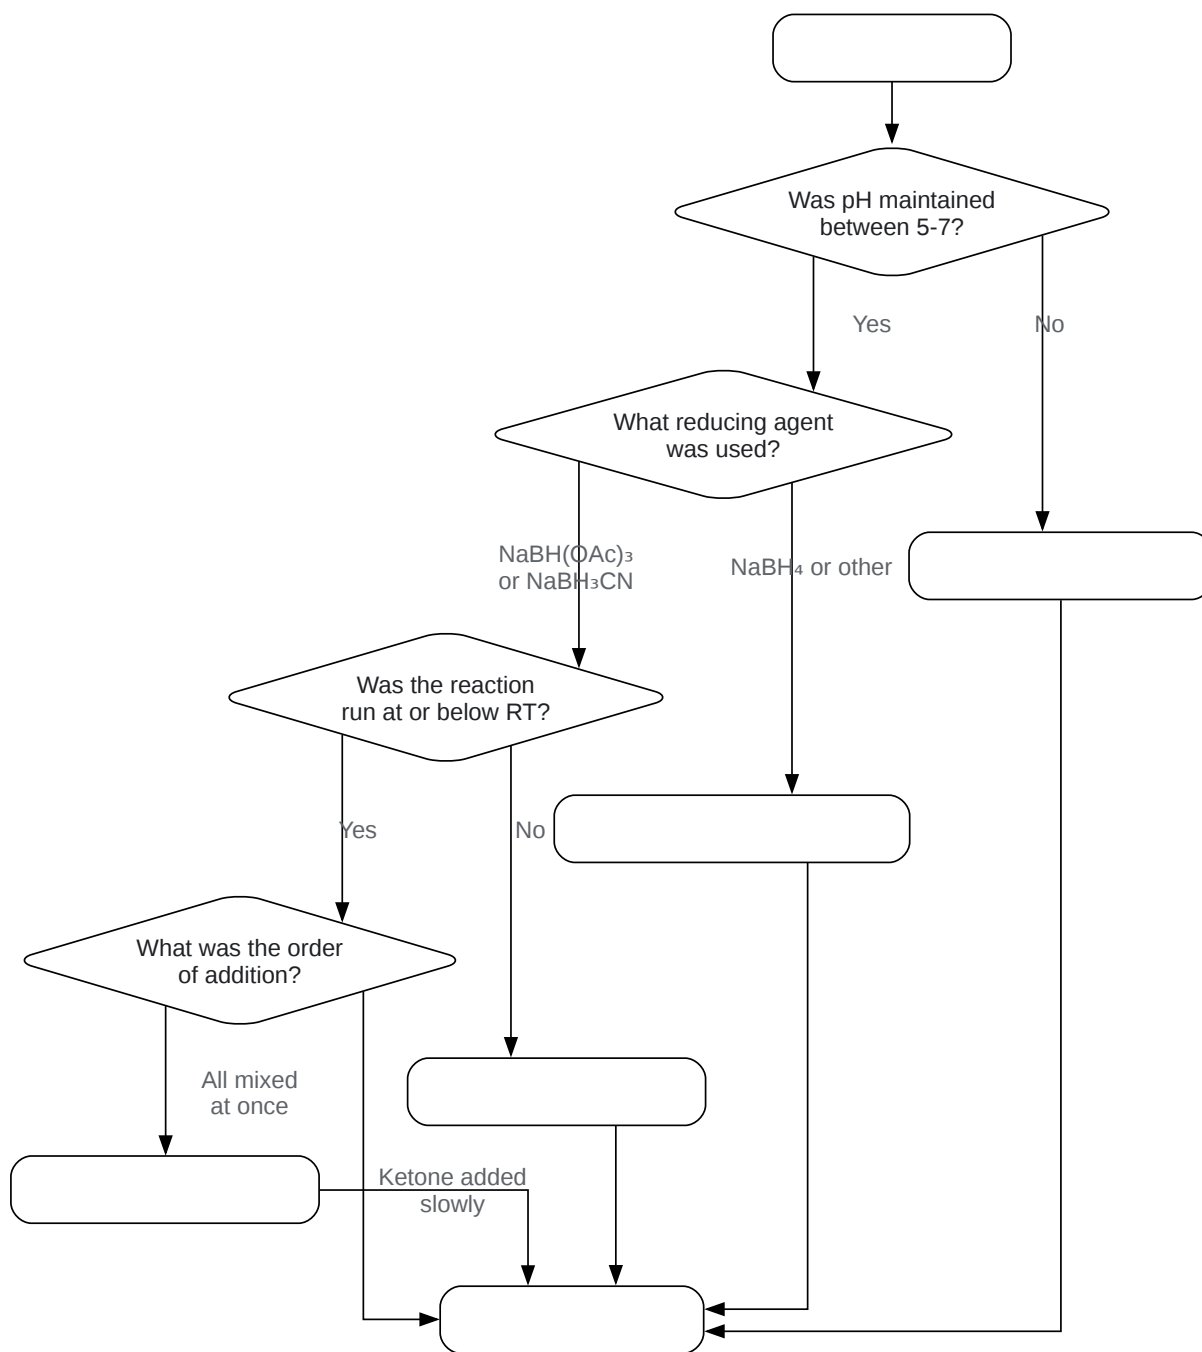 Was pH maintained
between 5-7?
Yes
No
What reducing agent
was used?
NaBH(OAc)₃
or NaBH₃CN
NaBH₄ or other
Was the reaction
run at or below RT?
Yes
No
What was the order
of addition?
All mixed
at once
Ketone added
slowly